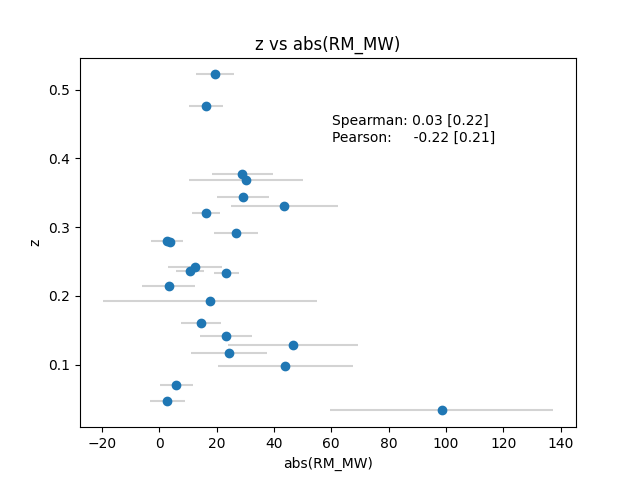 z vs abs(RM_MW)
Spearman: 0.03 [0.22]
Pearson: -0.22 [0.21]
z
0.5
0.4
0.3
0.2
0.1
−20 0 20 40 60 80 100 120 140
abs(RM_MW)